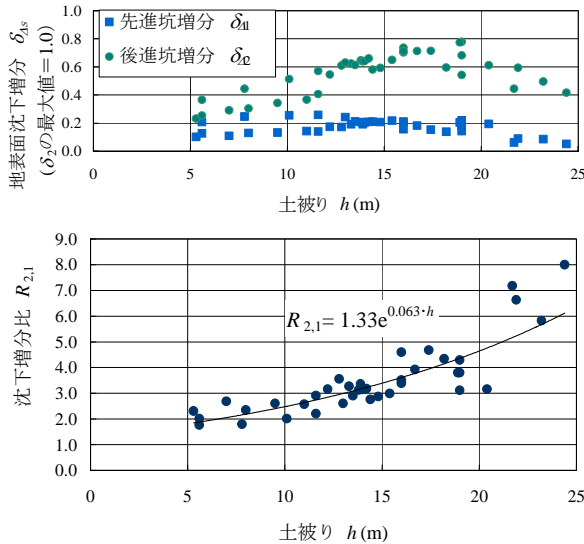 先進坑増分 δΔ1
後進坑増分 δΔ2
地表面沈下増分 δΔs
(δ2の最大値=1.0)
1.0
0.8
0.6
0.4
0.2
0.0
0 5 10 15 20 25
土被り h(m)
沈下増分比 R2,1
9.0
8.0
7.0
6.0
5.0
4.0
3.0
2.0
1.0
0.0
R2,1= 1.33e0.063·h
0 5 10 15 20 25
土被り h(m)